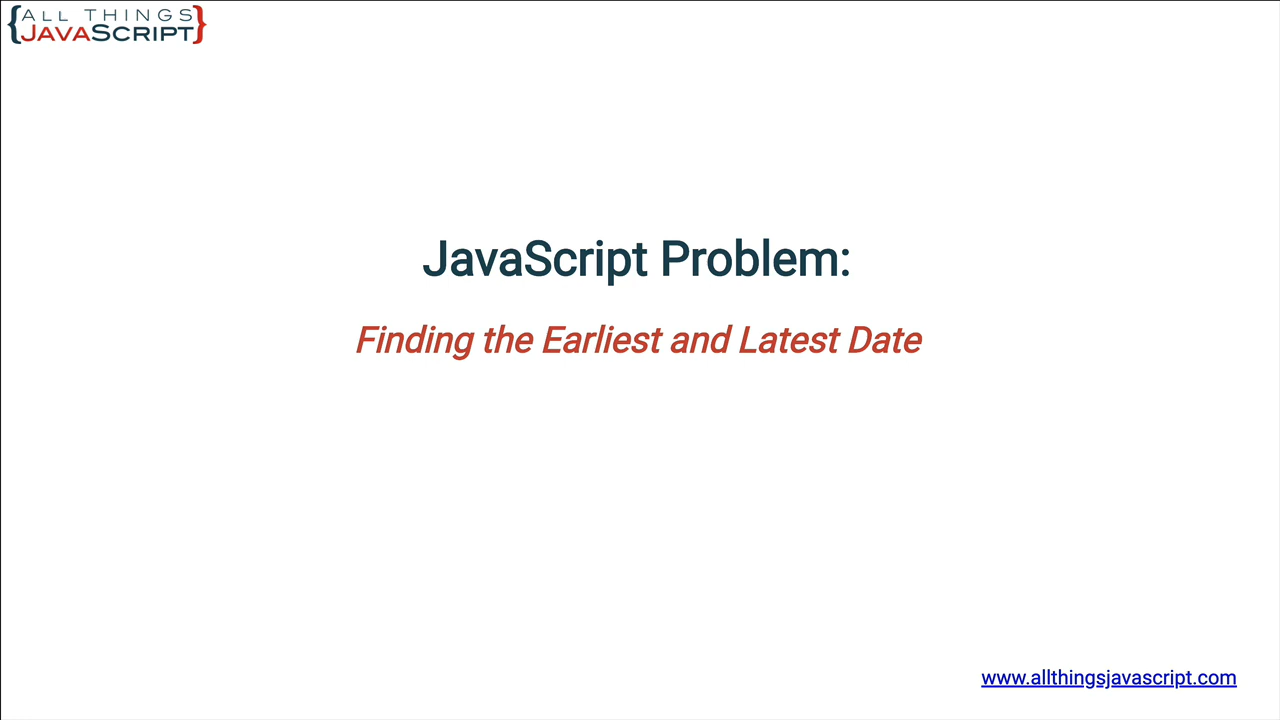 {ALL THINGS
JAVASCRIPT}
JavaScript Problem:
Finding the Earliest and Latest Date
www.allthingsjavascript.com